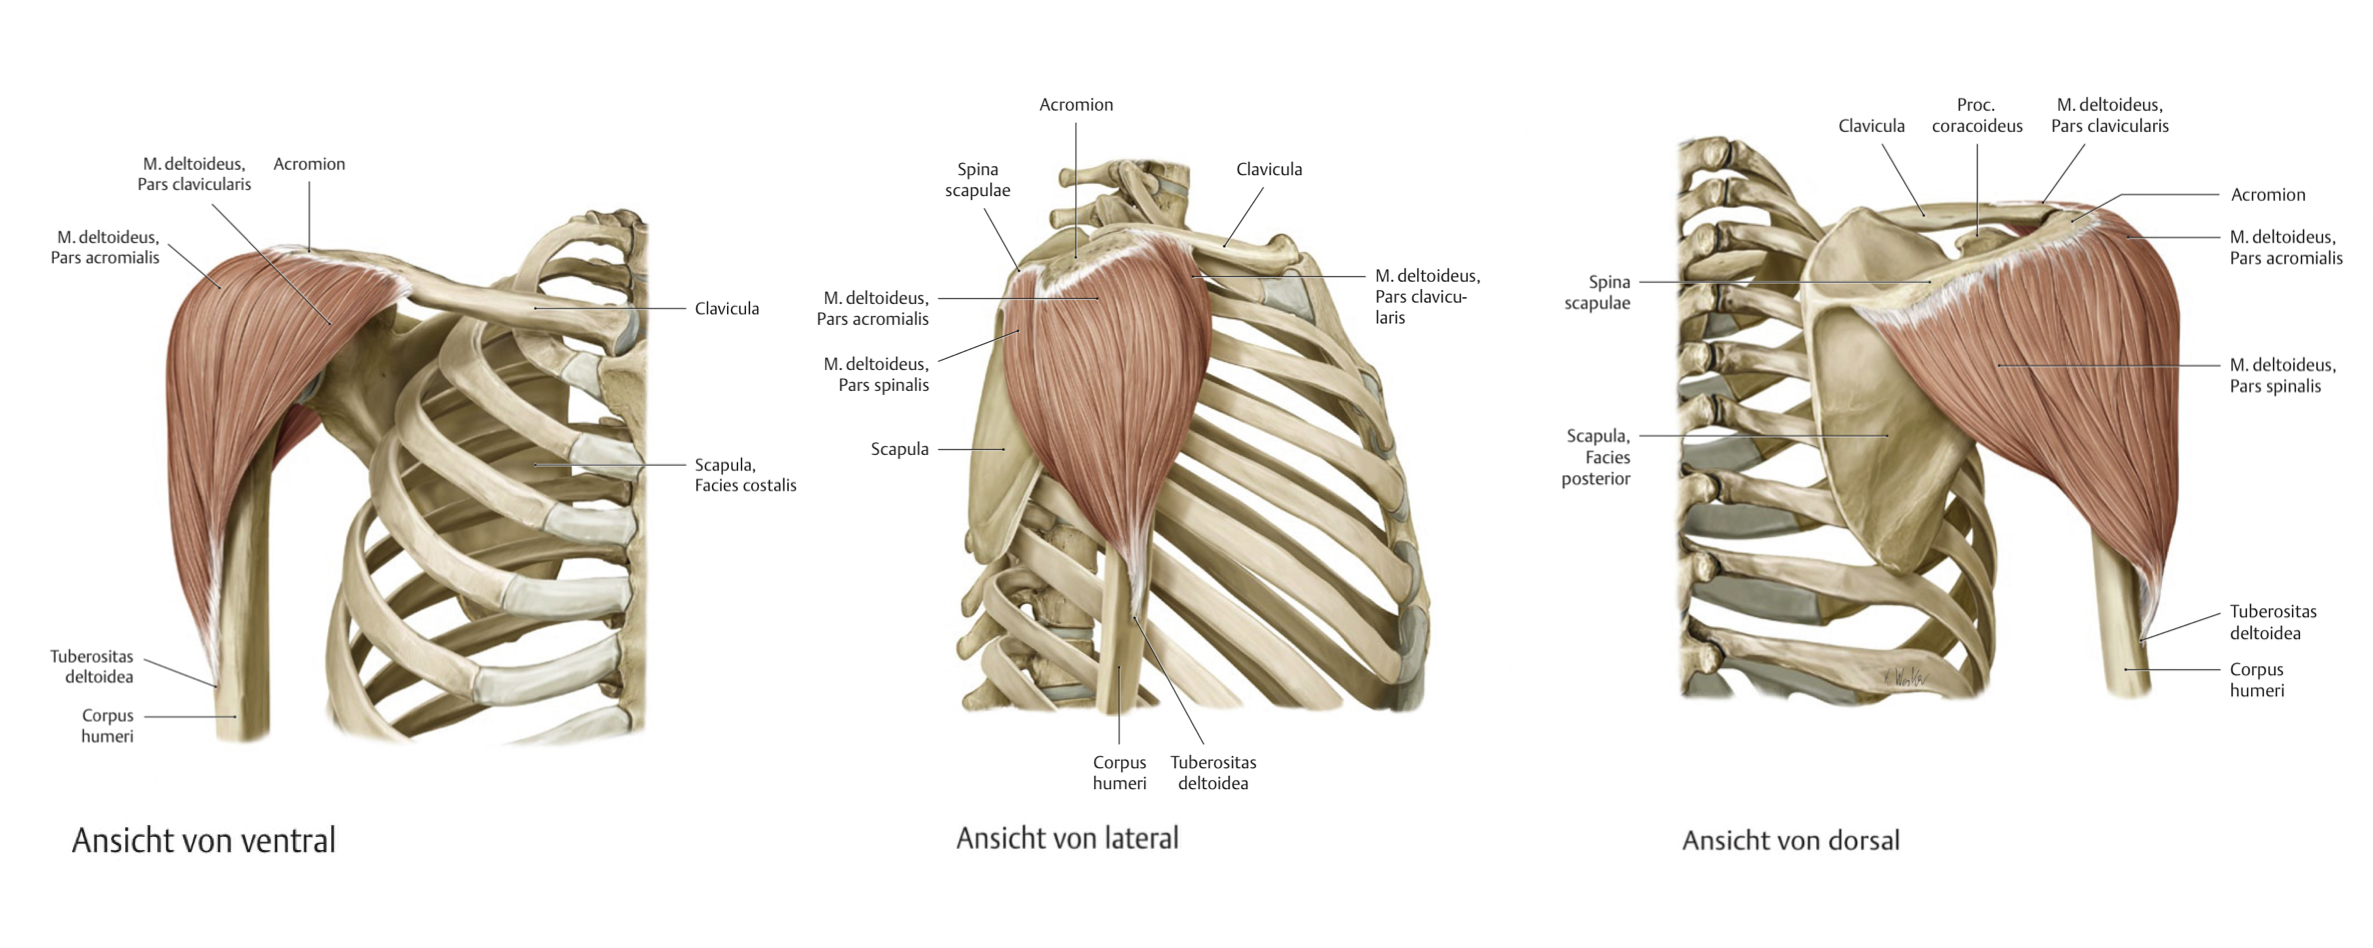 M. deltoideus,
Pars clavicularis
Acromion
M. deltoideus,
Pars acromialis
Clavicula
Scapula,
Facies costalis
Tuberositas
deltoidea
Corpus
humeri
Ansicht von ventral
Acromion
Spina
scapulae
Clavicula
M. deltoideus,
Pars acromialis
M. deltoideus,
Pars clavicu-
laris
M. deltoideus,
Pars spinalis
Scapula
Corpus
humeri
Tuberositas
deltoidea
Ansicht von lateral
Clavicula
Proc.
coracoideus
M. deltoideus,
Pars clavicularis
Acromion
M. deltoideus,
Pars acromialis
Spina
scapulae
M. deltoideus,
Pars spinalis
Scapula,
Facies
posterior
Tuberositas
deltoidea
Corpus
humeri
Ansicht von dorsal